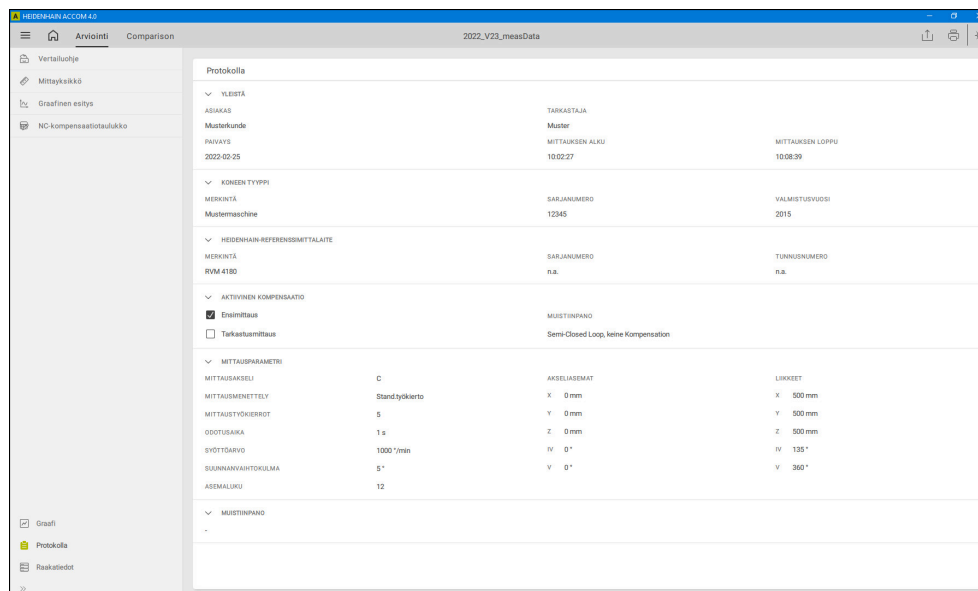 HEIDENHAIN ACCOM 4.0
Arviointi Comparison 2022_V23_measData
Vertailuohje
Mittayksikkö
Graafinen esitys
NC-kompensaatiotaulukko
Protokolla
YLEISTÄ
ASIAKAS TARKASTAJA
Musterkunde Muster
PAIVAYS MITTAUKSEN ALKU MITTAUKSEN LOPPU
2022-02-25 10:02:27 10:08:39
KONEEN TYYPPI
MERKINTÄ SARJANUMERO VALMISTUSVUOSI
Mustermaschine 12345 2015
HEIDENHAIN-REFERENSSIMITTALAITE
MERKINTÄ SARJANUMERO TUNNUSNUMERO
RVM 4180 n.a. n.a.
AKTIIVINEN KOMPENSAATIO
Ensimittaus MUISTIINPANO
Tarkastusmittaus Semi-Closed Loop, keine Kompensation
MITTAUSPARAMETRI
MITTAUSAKSELI C AKSELIASEMAT LIIKKEET
MITTAUSMENETTELY Stand.työkierto X 0 mm X 500 mm
MITTAUSTYÖKIERROT 5 Y 0 mm Y 500 mm
ODOTUSAIKA 1 s Z 0 mm Z 500 mm
SYÖTTÖARVO 1000 °/min IV 0 ° IV 135 °
SUUNNANVAIHTOKULMA 5 ° V 0 ° V 360 °
ASEMALUKU 12
MUISTIINPANO
-
Graafi
Protokolla
Raakatiedot